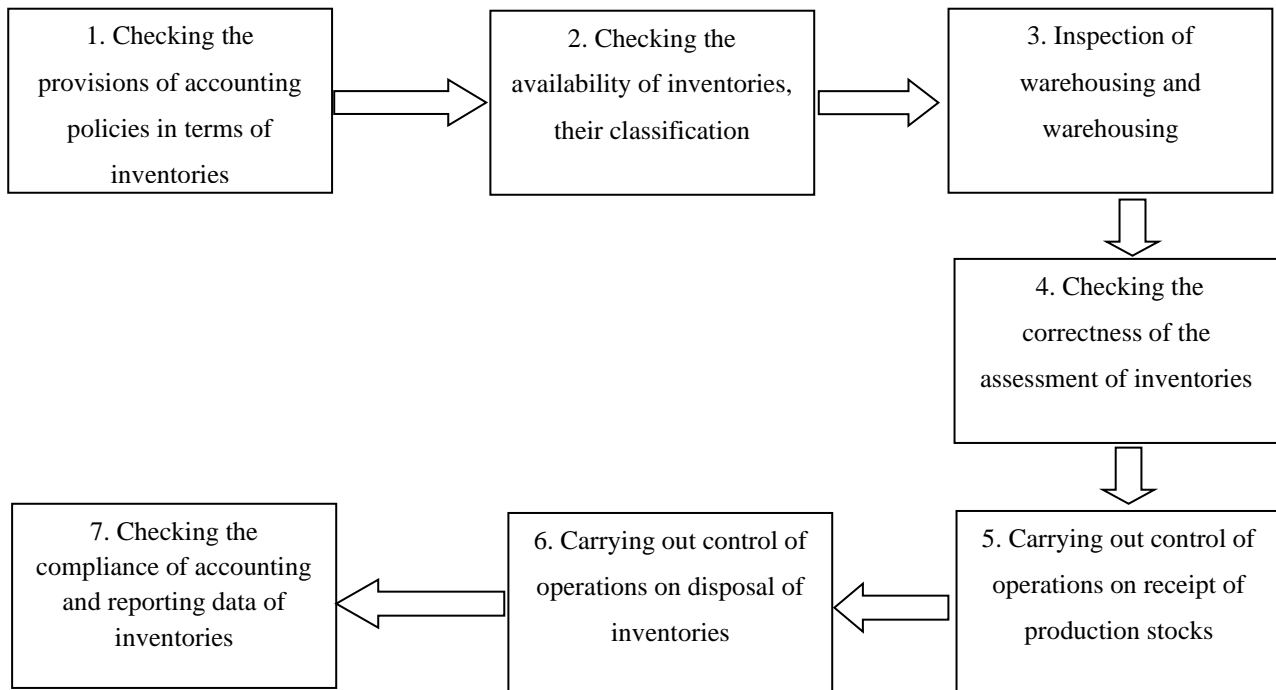 1. Checking the
provisions of accounting
policies in terms of
inventories
2. Checking the
availability of inventories,
their classification
3. Inspection of
warehousing and
warehousing
4. Checking the
correctness of the
assessment of inventories
5. Carrying out control of
operations on receipt of
production stocks
6. Carrying out control of
operations on disposal of
inventories
7. Checking the
compliance of accounting
and reporting data of
inventories